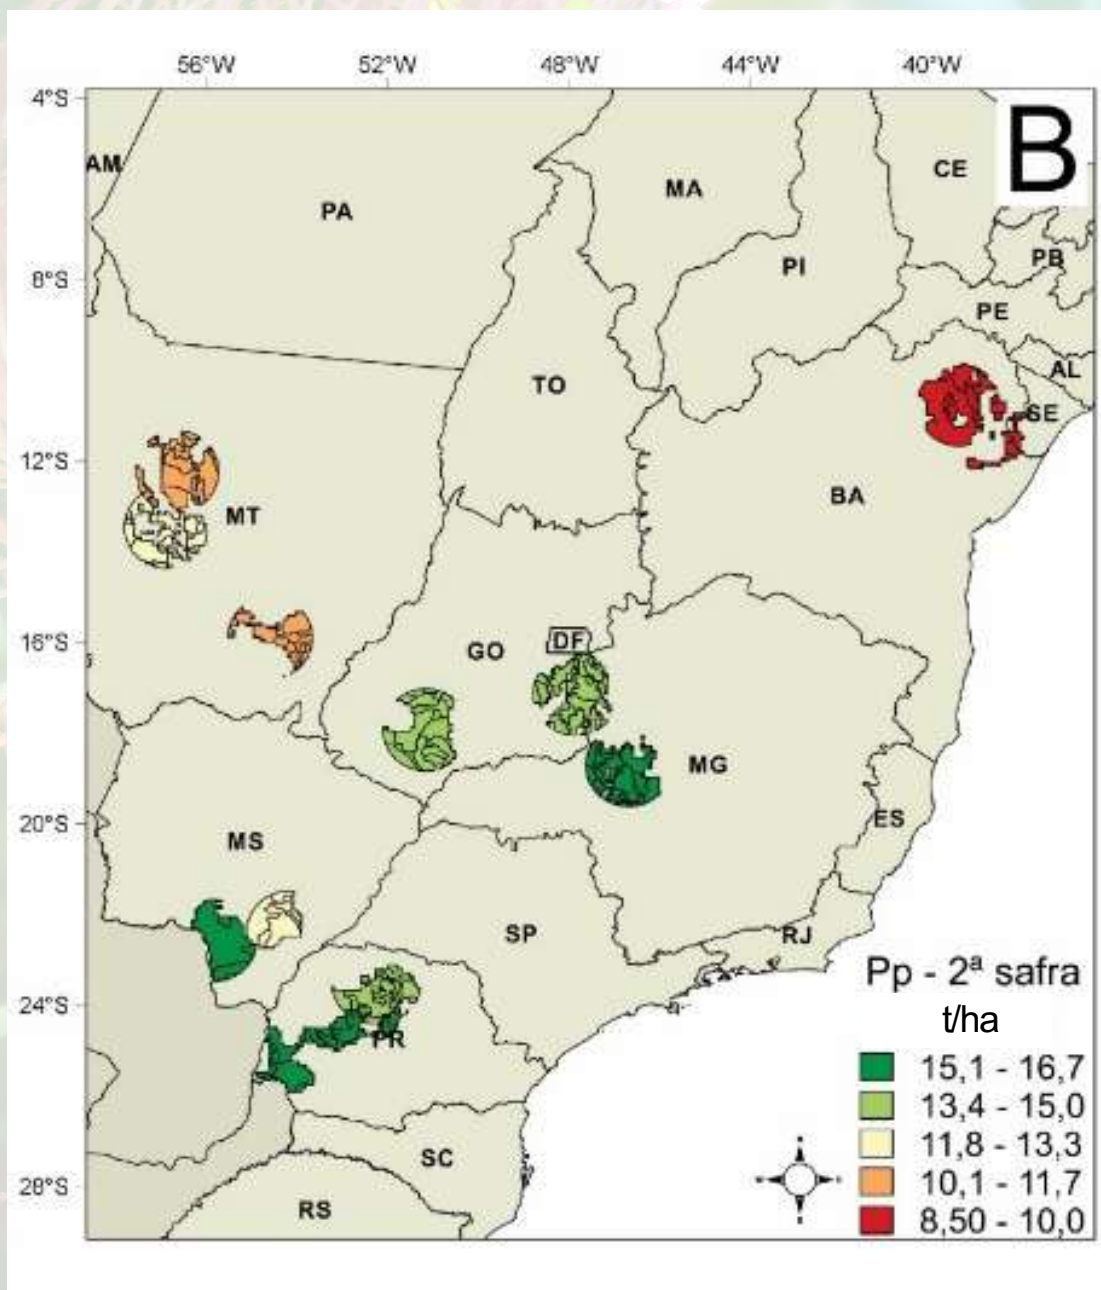 56°W 52°W 48°W 44°W 40°W
4°S
B
AM
CE
MA
PA
PB
PI
8°S
PE
AL
TO
SE
12°S
BA
MT
16°S
DF
GO
MG
ES
20°S
MS
SP
RJ
Pp - 2ª safra
24°S
t/ha
PR
15,1 - 16,7
13,4 - 15,0
11,8 - 13,3
SC
28°S
10,1 - 11,7
RS
8,50 - 10,0